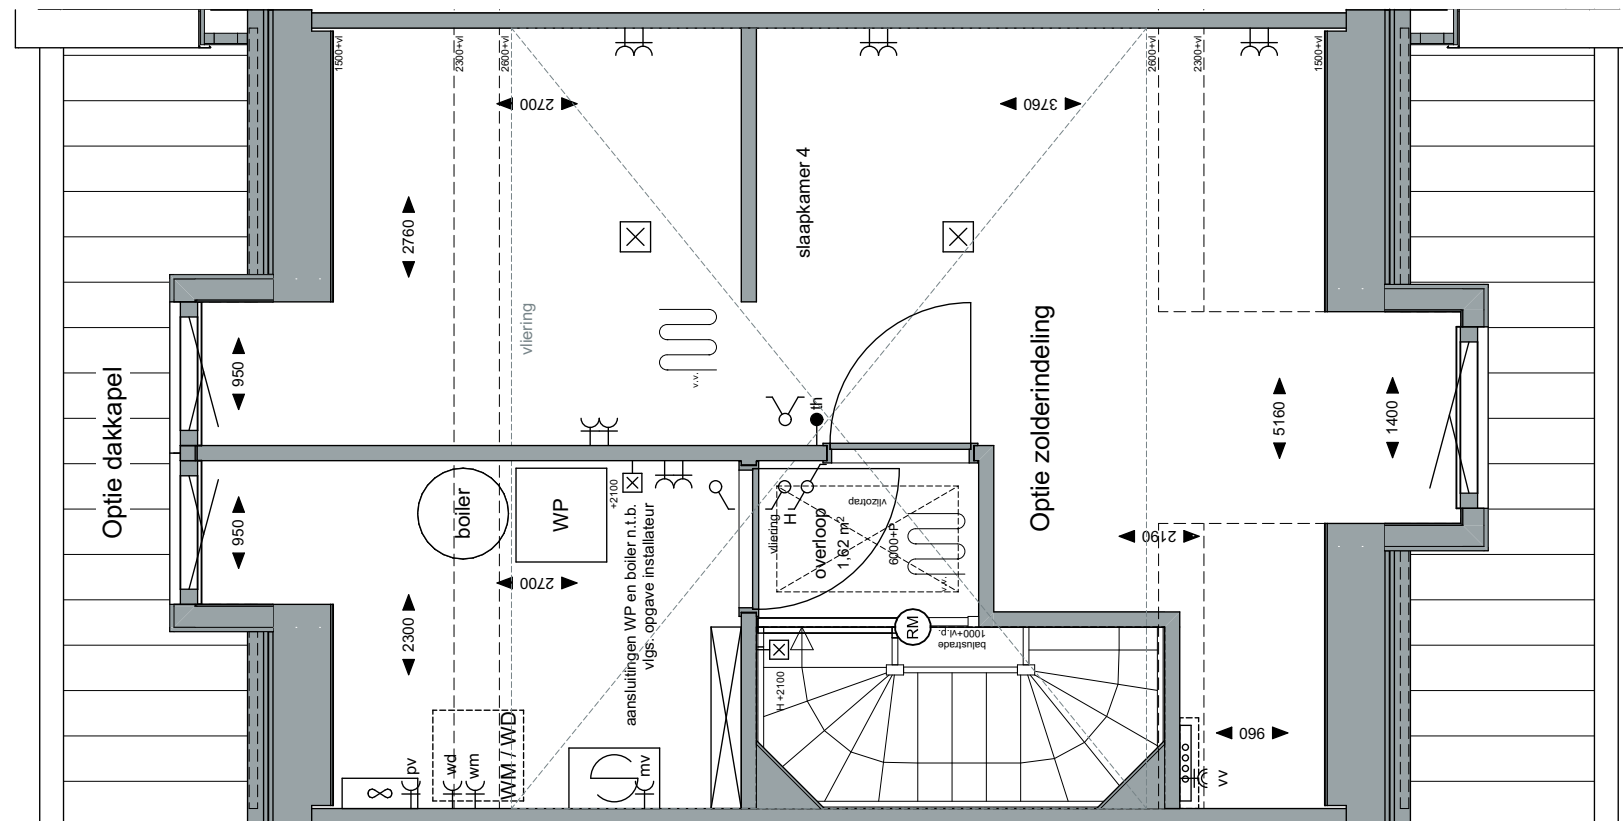 1500+vl
2300+vl
2600+vl
2600+vl
2300+vl
1500+vl
2700
3760
slaapkamer 4
2760
vliering
Optie zolderindeling
950
Optie dakkapel
v.v.
th
5160
1400
950
boiler
WP
+2100
aansluitingen WP en boiler n.t.b.
vlgs. opgave installateur
vliering
H
overloop
1,62 m²
vlizotrap
6000+P
v.v.
2190
2700
2300
RM
balustrade
1000+vl.p.
H +2100
960
pv
wd
wm
WM / WD
mv
vv